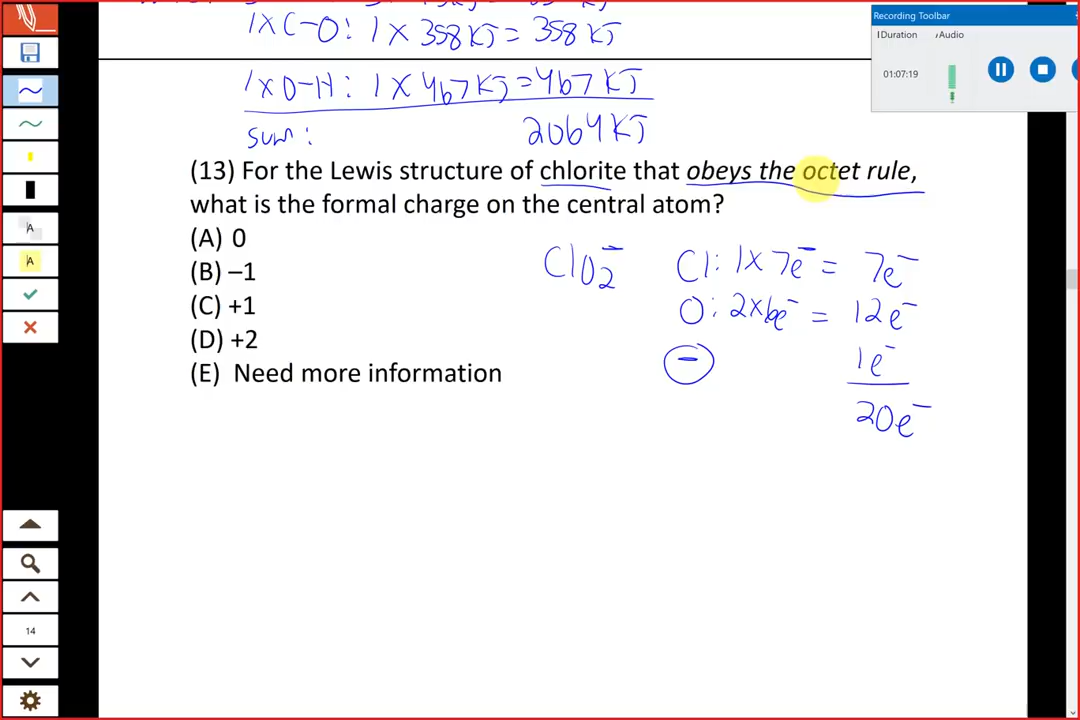 1×C–O: 1 × 358 KJ = 358 KJ
Recording Toolbar
Duration Audio
01:07:19
1×O–H: 1 × 467 KJ = 467 KJ
sum: 2064 KJ
(13) For the Lewis structure of chlorite that obeys the octet rule,
what is the formal charge on the central atom?
(A) 0
(B) –1
(C) +1
(D) +2
(E) Need more information
ClO₂⁻
Cl: 1×7e⁻ = 7e⁻
O: 2×6e⁻ = 12e⁻
– 1e⁻
20e⁻
A
A
14